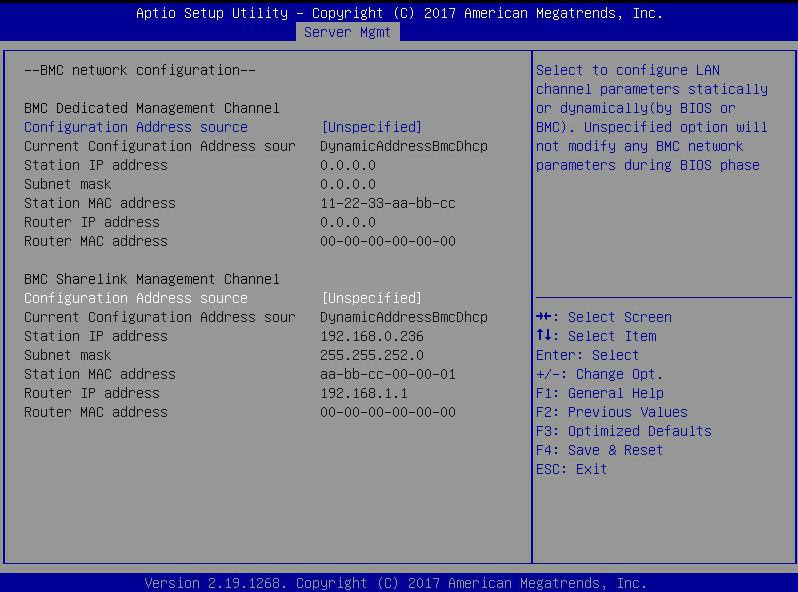 Aptio Setup Utility – Copyright (C) 2017 American Megatrends, Inc.
Server Mgmt
--BMC network configuration--
BMC Dedicated Management Channel
Configuration Address source [Unspecified]
Current Configuration Address sour DynamicAddressBmcDhcp
Station IP address 0.0.0.0
Subnet mask 0.0.0.0
Station MAC address 11-22-33-aa-bb-cc
Router IP address 0.0.0.0
Router MAC address 00-00-00-00-00-00
BMC Sharelink Management Channel
Configuration Address source [Unspecified]
Current Configuration Address sour DynamicAddressBmcDhcp
Station IP address 192.168.0.236
Subnet mask 255.255.252.0
Station MAC address aa-bb-cc-00-00-01
Router IP address 192.168.1.1
Router MAC address 00-00-00-00-00-00
Select to configure LAN
channel parameters statically
or dynamically(by BIOS or
BMC). Unspecified option will
not modify any BMC network
parameters during BIOS phase
→←: Select Screen
↑↓: Select Item
Enter: Select
+/-: Change Opt.
F1: General Help
F2: Previous Values
F3: Optimized Defaults
F4: Save & Reset
ESC: Exit
Version 2.19.1268. Copyright (C) 2017 American Megatrends, Inc.